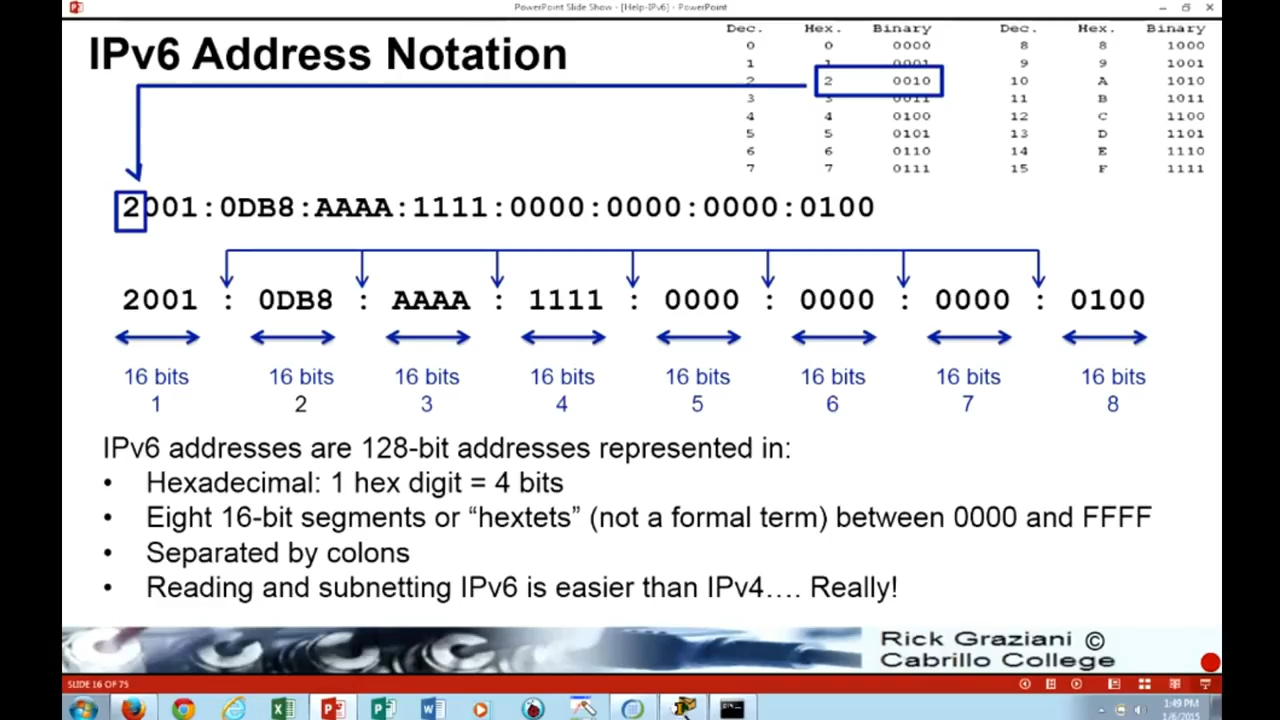 PowerPoint Slide Show - [Help-IPv6] - PowerPoint
IPv6 Address Notation
Dec. Hex. Binary Dec. Hex. Binary
0 0 0000 8 8 1000
1 1 0001 9 9 1001
2 2 0010 10 A 1010
3 3 0011 11 B 1011
4 4 0100 12 C 1100
5 5 0101 13 D 1101
6 6 0110 14 E 1110
7 7 0111 15 F 1111
2001:0DB8:AAAA:1111:0000:0000:0000:0100
2001 : 0DB8 : AAAA : 1111 : 0000 : 0000 : 0000 : 0100
16 bits 16 bits 16 bits 16 bits 16 bits 16 bits 16 bits 16 bits
1 2 3 4 5 6 7 8
IPv6 addresses are 128-bit addresses represented in:
• Hexadecimal: 1 hex digit = 4 bits
• Eight 16-bit segments or “hextets” (not a formal term) between 0000 and FFFF
• Separated by colons
• Reading and subnetting IPv6 is easier than IPv4…. Really!
Rick Graziani ©
Cabrillo College
SLIDE 16 OF 75
1:49 PM
1/6/2015